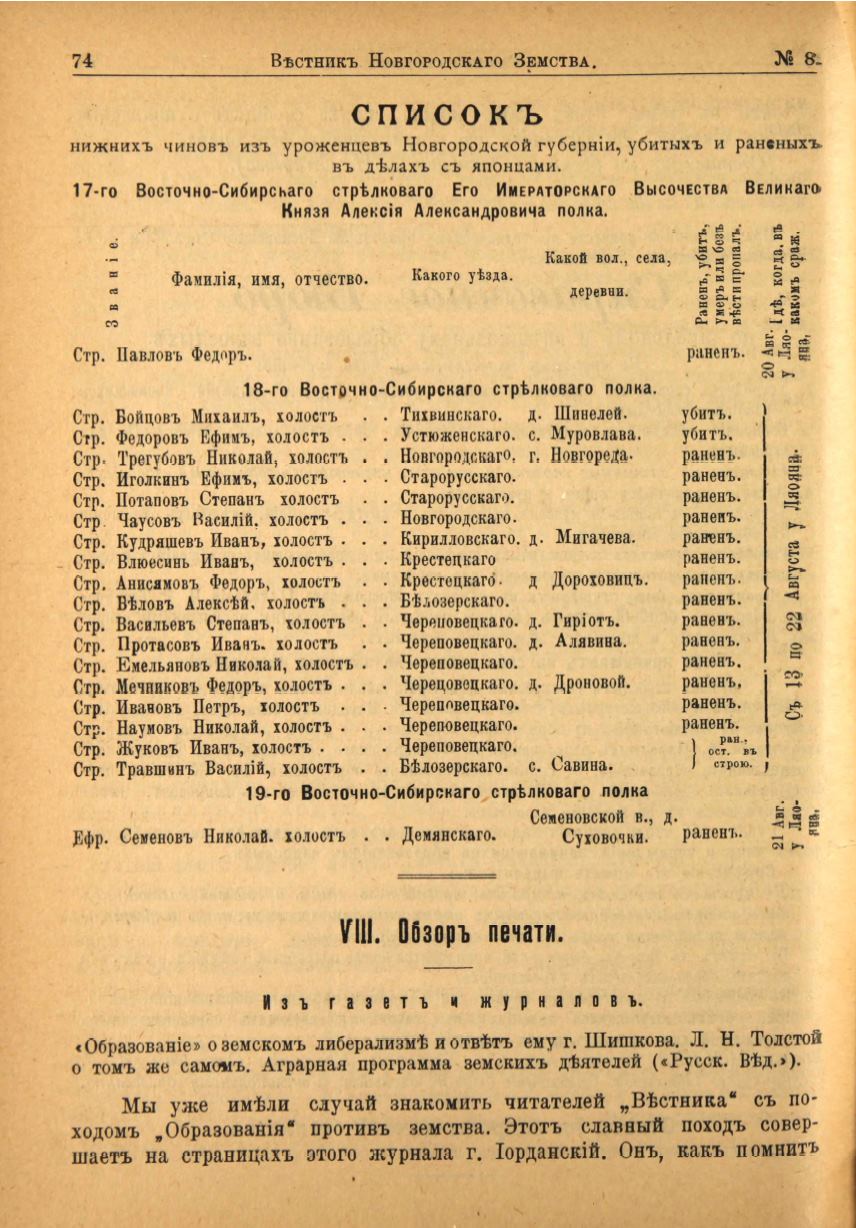 74 Вѣстникъ Новгородскаго Земства. № 8.
СПИСОКЪ
нижнихъ чиновъ изъ уроженцевъ Новгородской губерніи, убитыхъ и раненыхъ
въ дѣлахъ съ японцами.
17-го Восточно-Сибирскаго стрѣлковаго Его Императорскаго Высочества Великаго
Князя Алексія Александровича полка.
Званіе.
Фамилія, имя, отчество.
Какого уѣзда.
Какой вол., села,
деревни.
Раненъ, убитъ,
умеръ или безъ
вѣсти пропалъ.
Гдѣ, когда, въ
какомъ сраж.
Стр. Павловъ Федоръ. раненъ.
20 Авг.
у Ляо-
яна,
18-го Восточно-Сибирскаго стрѣлковаго полка.
Стр. Бойцовъ Михаилъ, холостъ . . Тихвинскаго. д. Шинелей. убитъ.
Стр. Федоровъ Ефимъ, холостъ . . . Устюженскаго. с. Муровлава. убитъ.
Стр. Трегубовъ Николай, холостъ . . Новгородскаго. г. Новгореда. раненъ.
Стр. Иголкинъ Ефимъ, холостъ . . . Старорусскаго. раненъ.
Стр. Потаповъ Степанъ холостъ . . Старорусскаго. раненъ.
Стр. Чаусовъ Василій. холостъ . . . Новгородскаго. раненъ.
Стр. Кудряшевъ Иванъ, холостъ . . . Кирилловскаго. д. Мигачева. раненъ.
Стр. Влюесинь Иванъ, холостъ . . . Крестецкаго раненъ.
Стр. Анисямовъ Федоръ, холостъ . . Крестецкаго. д Дороховицъ. раненъ.
Стр. Вѣловъ Алексѣй. холостъ . . . Бѣлозерскаго. раненъ.
Стр. Васильевъ Степанъ, холостъ . . Череповецкаго. д. Гиріотъ. раненъ.
Стр. Протасовъ Иванъ. холостъ . . Череповецкаго. д. Алявина. раненъ.
Стр. Емельяновъ Николай, холостъ . . Череповецкаго. раненъ.
Стр. Мечниковъ Федоръ, холостъ . . . Черецовецкаго. д. Дроновой. раненъ.
Стр. Ивановъ Петръ, холостъ . . . Череповецкаго. раненъ.
Стр. Наумовъ Николай, холостъ . . . Череповецкаго. раненъ.
Стр. Жуковъ Иванъ, холостъ . . . . Череповецкаго.
Стр. Травшинъ Василій, холостъ . . Бѣлозерскаго. с. Савина.
ран.,
ост. въ
строю.
Съ 13 по 22 Августа у Ляояна.
19-го Восточно-Сибирскаго стрѣлковаго полка
Ефр. Семеновъ Николай. холостъ . . Демянскаго. Семеновской в., д.
Суховочки. раненъ.
21 Авг.
у Ляо-
яна,
VIII. Обзоръ печати.
Изъ газетъ и журналовъ.
«Образованіе» о земскомъ либерализмѣ и отвѣтъ ему г. Шишкова. Л. Н. Толстой
о томъ же самомъ. Аграрная программа земскихъ дѣятелей («Русск. Вѣд.»).
Мы уже имѣли случай знакомить читателей „Вѣстника“ съ по-
ходомъ „Образованія“ противъ земства. Этотъ славный походъ совер-
шаетъ на страницахъ этого журнала г. Іорданскій. Онъ, какъ помнитъ